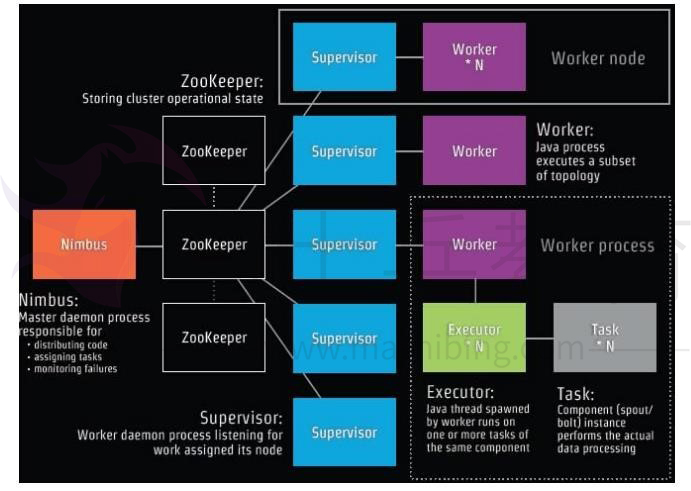 Supervisor
Worker
* N
Worker node
ZooKeeper:
Storing cluster operational state
ZooKeeper
Supervisor
Worker
Worker:
Java process
executes a subset
of topology
Nimbus
ZooKeeper
Supervisor
Worker
Worker process
Nimbus:
Master daemon process
responsible for
• distributing code
• assigning tasks
• monitoring failures
ZooKeeper
Supervisor
Executor
* N
Task
* N
Supervisor:
Worker daemon process listening for
work assigned its node
Supervisor
Executor:
Java thread spawned
by worker runs on
one or more tasks of
the same component
Task:
Component (spout/
bolt) instance
performs the actual
data processing